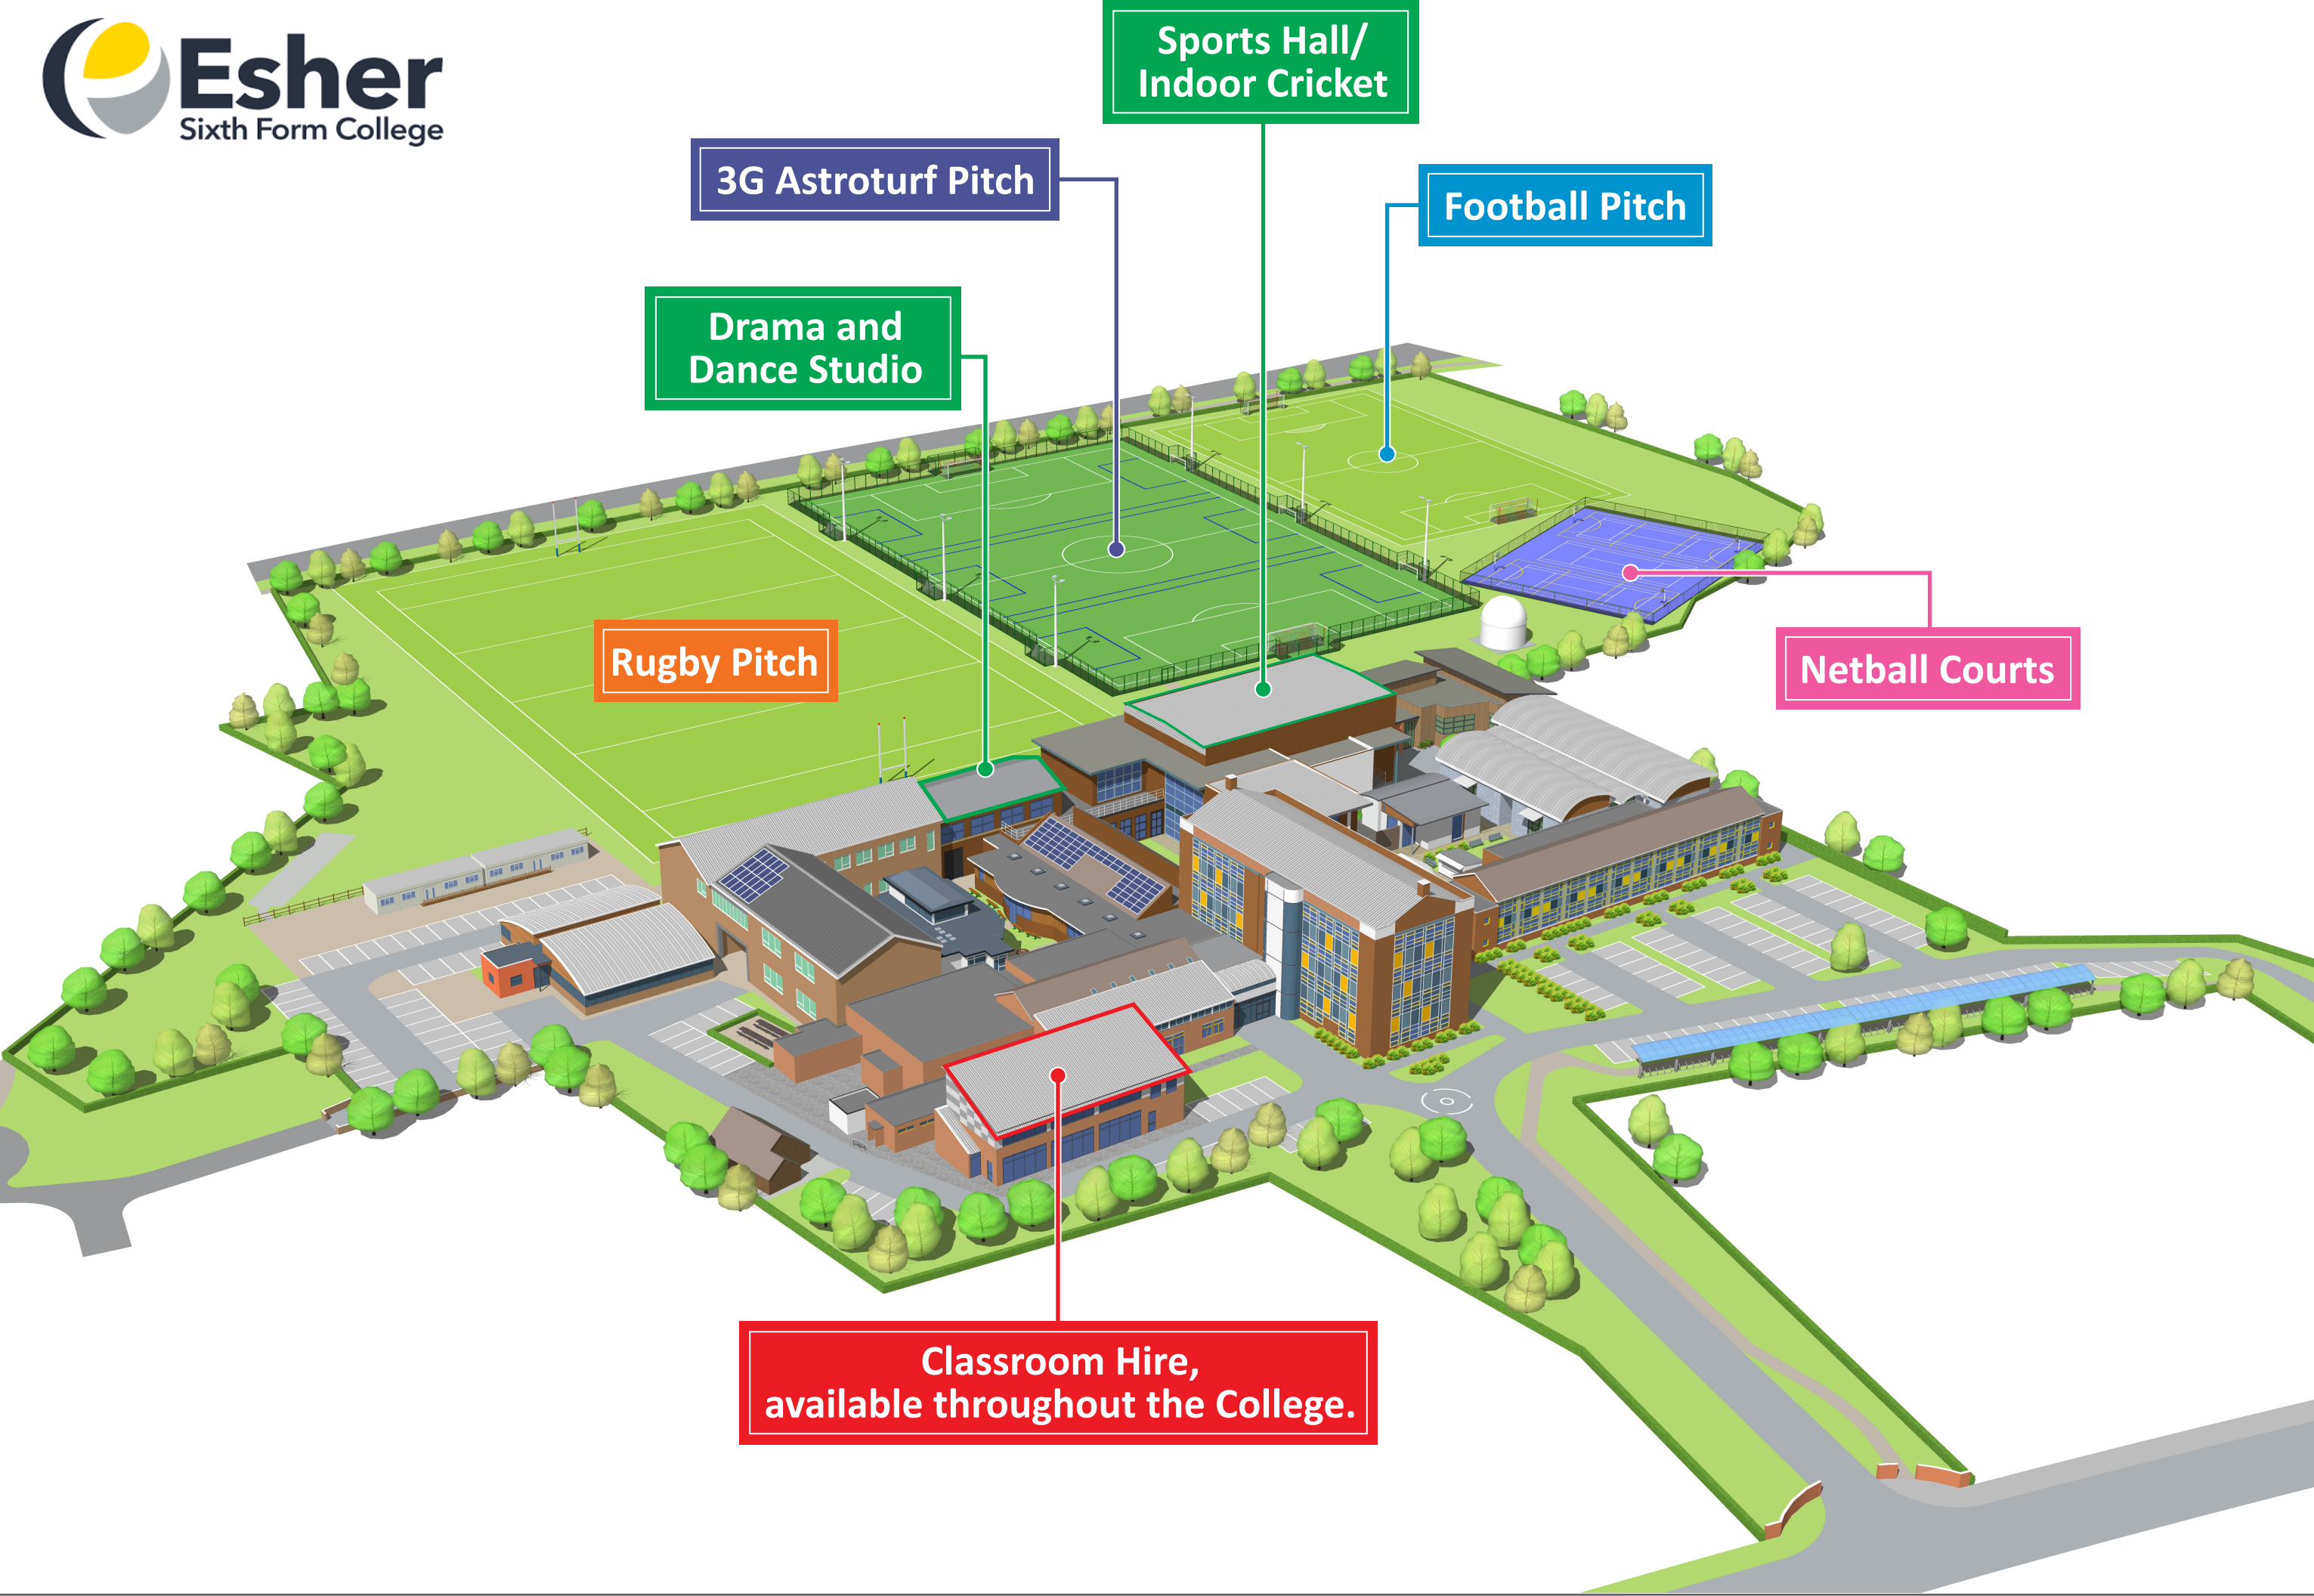 Esher
Sixth Form College
Sports Hall/
Indoor Cricket
3G Astroturf Pitch
Football Pitch
Drama and
Dance Studio
Rugby Pitch
Netball Courts
Classroom Hire,
available throughout the College.